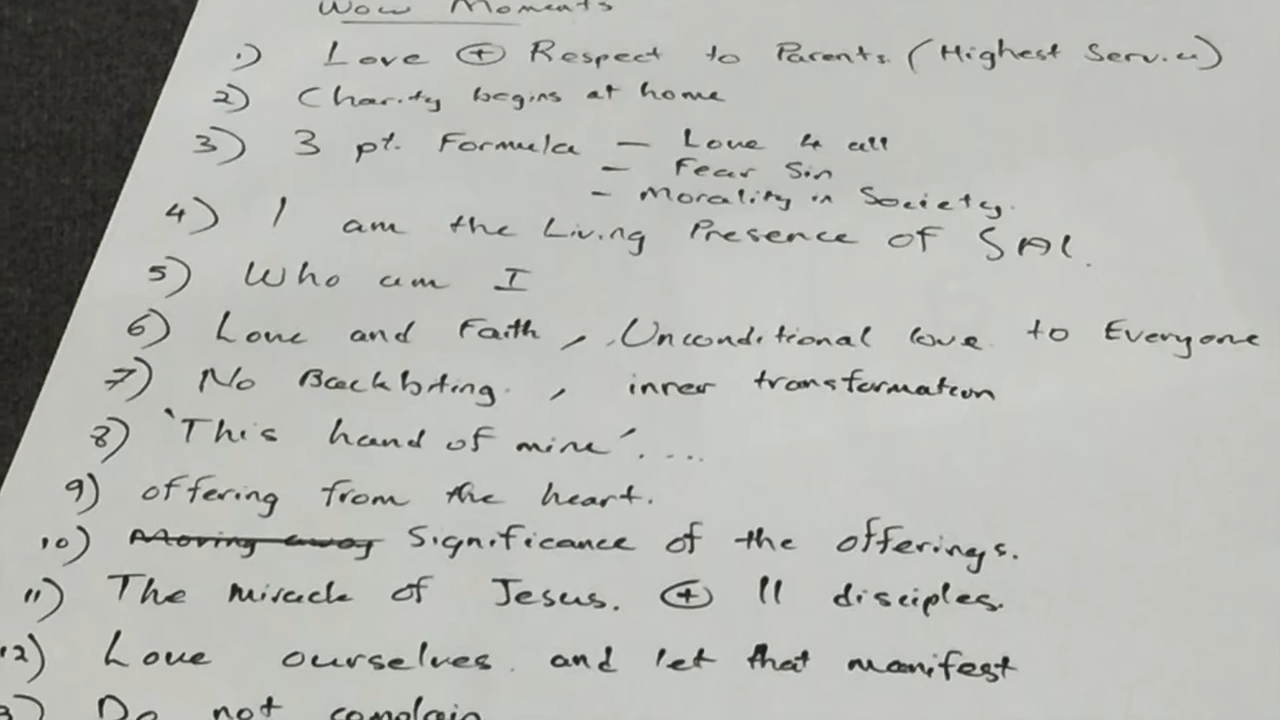 Wow Moments
1) Love ⊕ Respect to Parents. (Highest Service)
2) Charity begins at home
3) 3 pt. Formula – Love 4 all
– Fear Sin
– Morality in Society.
4) I am the Living Presence of SAI.
5) Who am I
6) Love and Faith, Unconditional love to Everyone
7) No Backbiting, inner transformation
8) 'This hand of mine'....
9) offering from the heart.
10) Moving away Significance of the offerings.
11) The miracle of Jesus. ⊕ 11 disciples.
12) Love ourselves and let that manifest
3) Do not complain